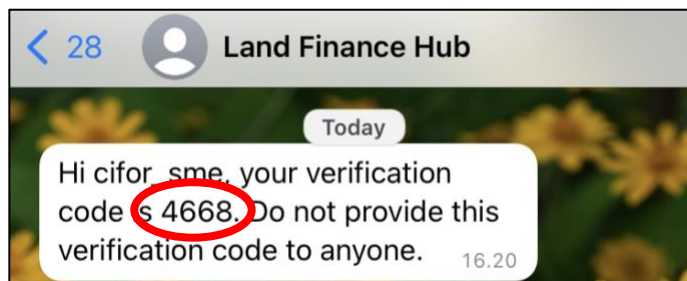 28 Land Finance Hub
Today
Hi cifor_sme, your verification
code is 4668. Do not provide this
verification code to anyone.
16.20